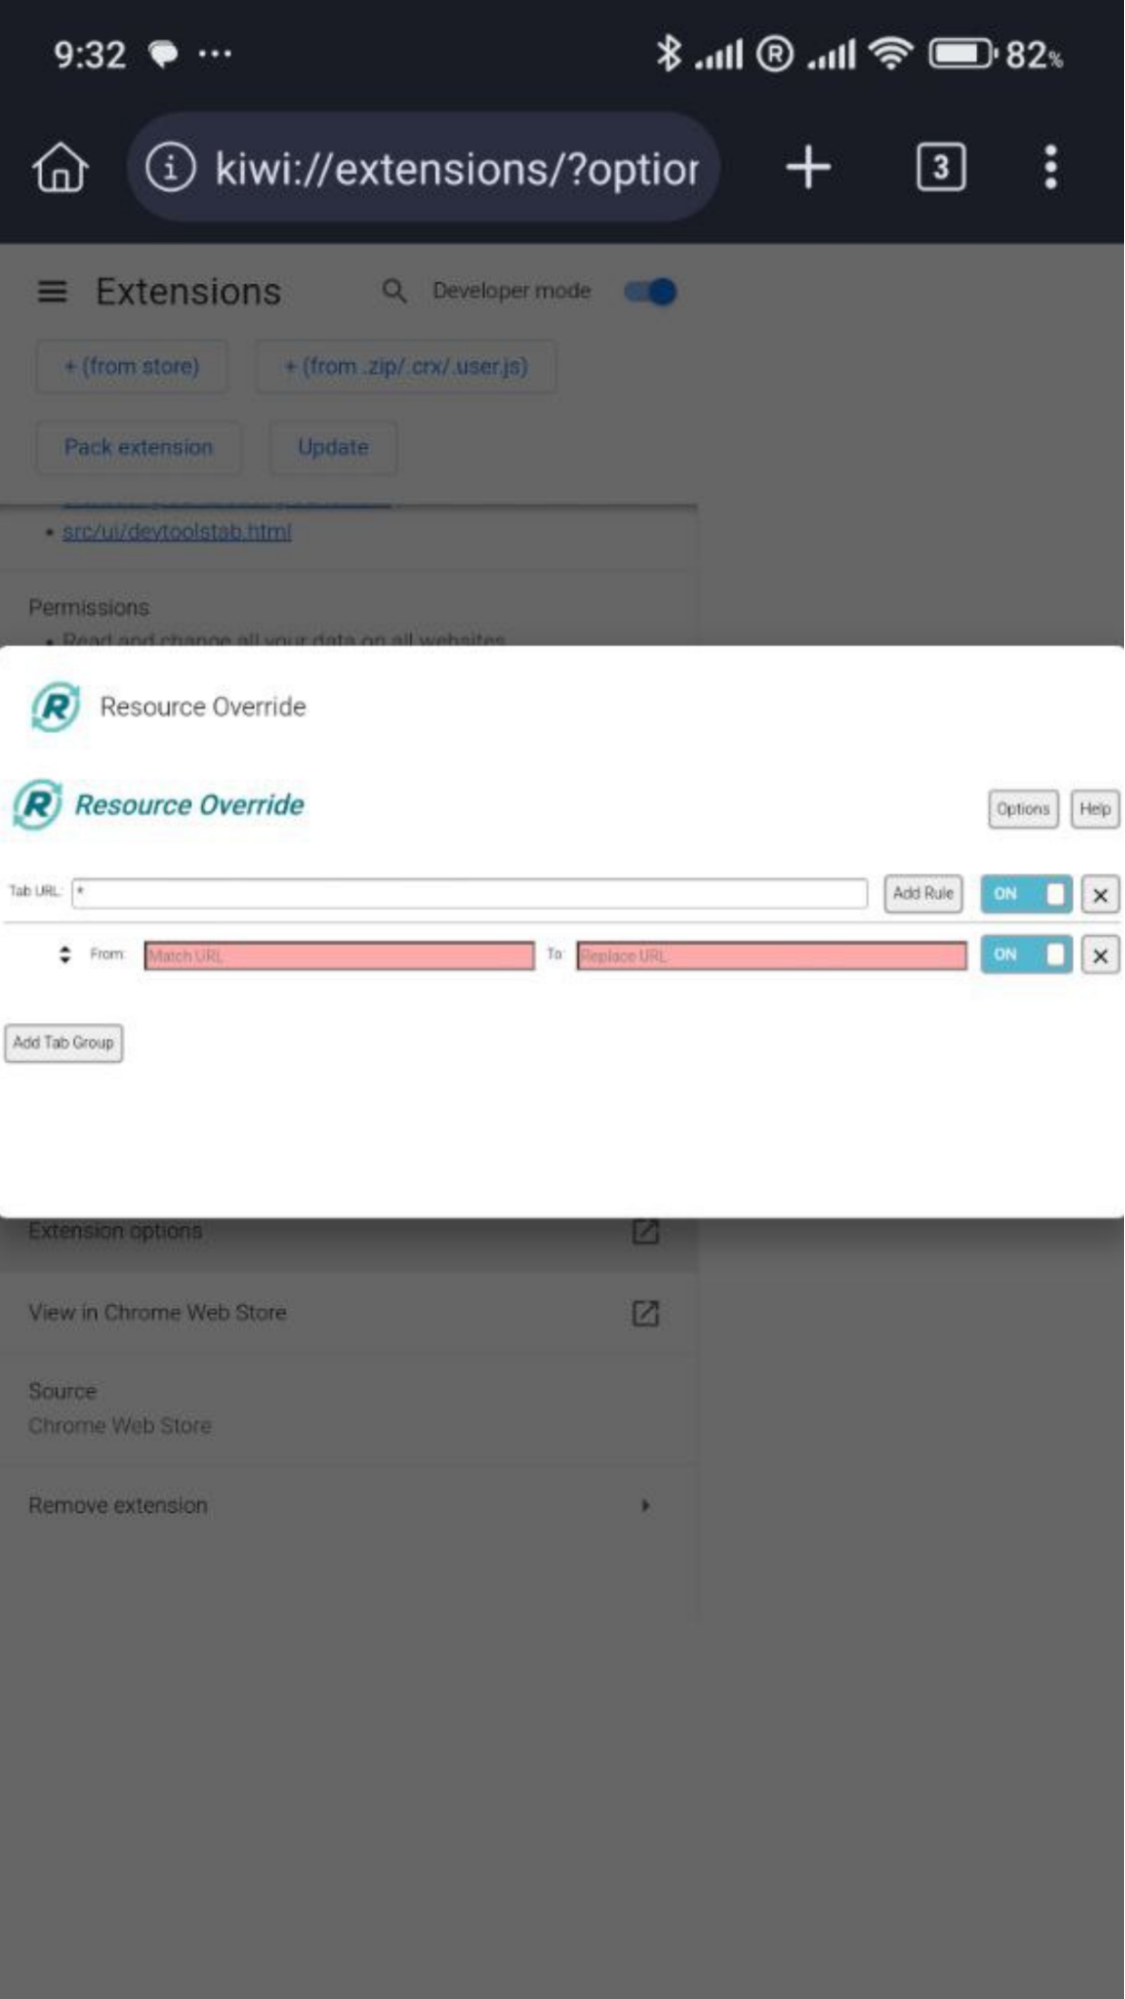 9:32 ... ® 82%
kiwi://extensions/?option 3
Extensions Developer mode
+ (from store) + (from .zip/.crx/.user.js)
Pack extension Update
• src/ui/devtoolstab.html
Permissions
• Read and change all your data on all websites
R Resource Override
R Resource Override Options Help
Tab URL: * Add Rule ON ×
From: Match URL To: Replace URL ON ×
Add Tab Group
Extension options
View in Chrome Web Store
Source
Chrome Web Store
Remove extension